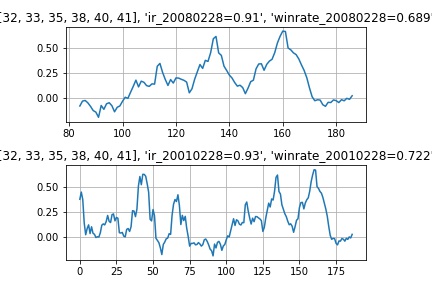 [32, 33, 35, 38, 40, 41], 'ir_20080228=0.91', 'winrate_20080228=0.689'
0.50
0.25
0.00
80 100 120 140 160 180
[32, 33, 35, 38, 40, 41], 'ir_20010228=0.93', 'winrate_20010228=0.722'
0.50
0.25
0.00
0 25 50 75 100 125 150 175